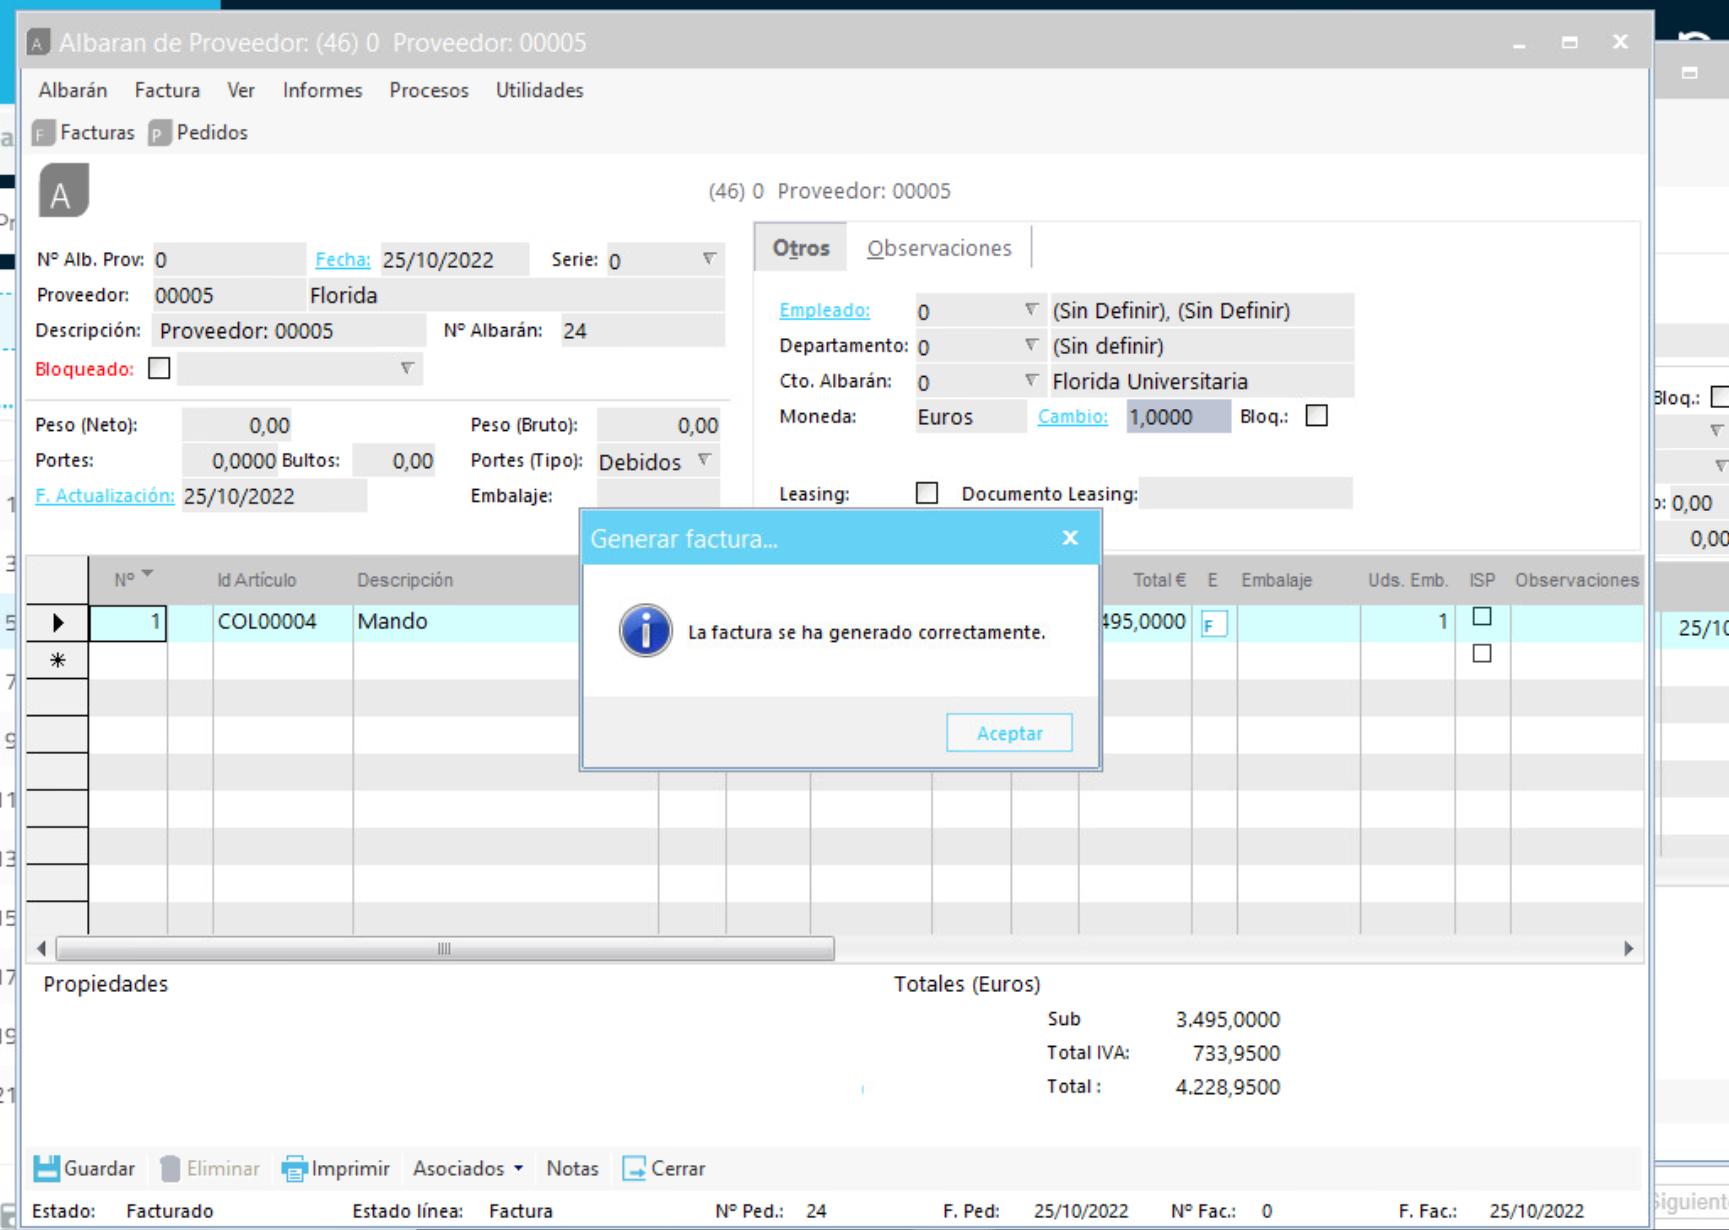 Albaran de Proveedor: (46) 0 Proveedor: 00005
Albarán Factura Ver Informes Procesos Utilidades
F Facturas P Pedidos
A
(46) 0 Proveedor: 00005
Otros Observaciones
Nº Alb. Prov: 0 Fecha: 25/10/2022 Serie: 0
Proveedor: 00005 Florida
Descripción: Proveedor: 00005 Nº Albarán: 24
Bloqueado:
Empleado: 0 (Sin Definir), (Sin Definir)
Departamento: 0 (Sin definir)
Cto. Albarán: 0 Florida Universitaria
Moneda: Euros Cambio: 1,0000 Bloq.:
Peso (Neto): 0,00 Peso (Bruto): 0,00
Portes: 0,0000 Bultos: 0,00 Portes (Tipo): Debidos
F. Actualización: 25/10/2022 Embalaje:
Leasing: Documento Leasing:
Bloq.:
0,00
0,00
Generar factura...
La factura se ha generado correctamente.
Aceptar
Nº Id Artículo Descripción Total € E Embalaje Uds. Emb. ISP Observaciones
1 COL00004 Mando 495,0000 F 1
25/10
Propiedades
Totales (Euros)
Sub 3.495,0000
Total IVA: 733,9500
Total : 4.228,9500
Guardar Eliminar Imprimir Asociados Notas Cerrar
Estado: Facturado Estado línea: Factura Nº Ped.: 24 F. Ped: 25/10/2022 Nº Fac.: 0 F. Fac.: 25/10/2022